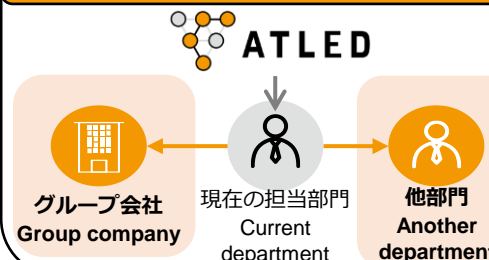 ATLED
グループ会社
Group company
現在の担当部門
Current
department
他部門
Another
department